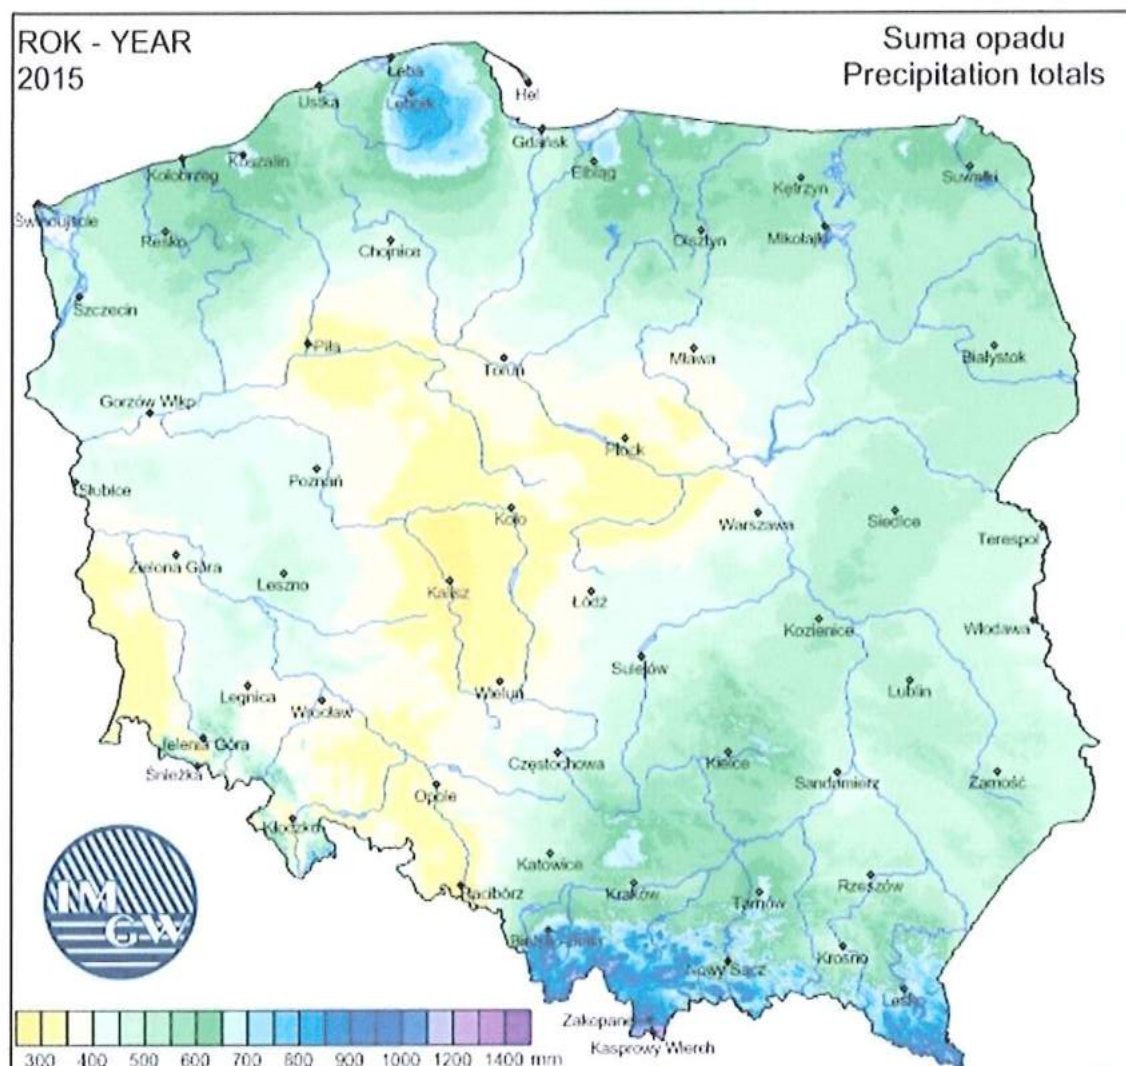 ROK - YEAR
2015
Suma opadu
Precipitation totals
Łeba
Ustka
Lębork
Hel
Gdańsk
Koszalin
Kołobrzeg
Elbląg
Suwałki
Kętrzyn
Świnoujście
Resko
Chojnice
Olsztyn
Mikołajki
Szczecin
Piła
Toruń
Mława
Białystok
Gorzów Wlkp.
Płock
Słubice
Poznań
Koło
Warszawa
Siedlce
Terespol
Zielona Góra
Leszno
Kalisz
Łódź
Kozienice
Włodawa
Sulejów
Legnica
Wrocław
Wieluń
Lublin
Jelenia Góra
Śnieżka
Częstochowa
Kielce
Sandomierz
Zamość
Opole
Kłodzko
Katowice
Racibórz
Kraków
Tarnów
Rzeszów
Bielsko-Biała
Nowy Sącz
Krosno
Lesko
Zakopane
Kasprowy Wierch
IM
G-W
300 400 500 600 700 800 900 1000 1200 1400 mm